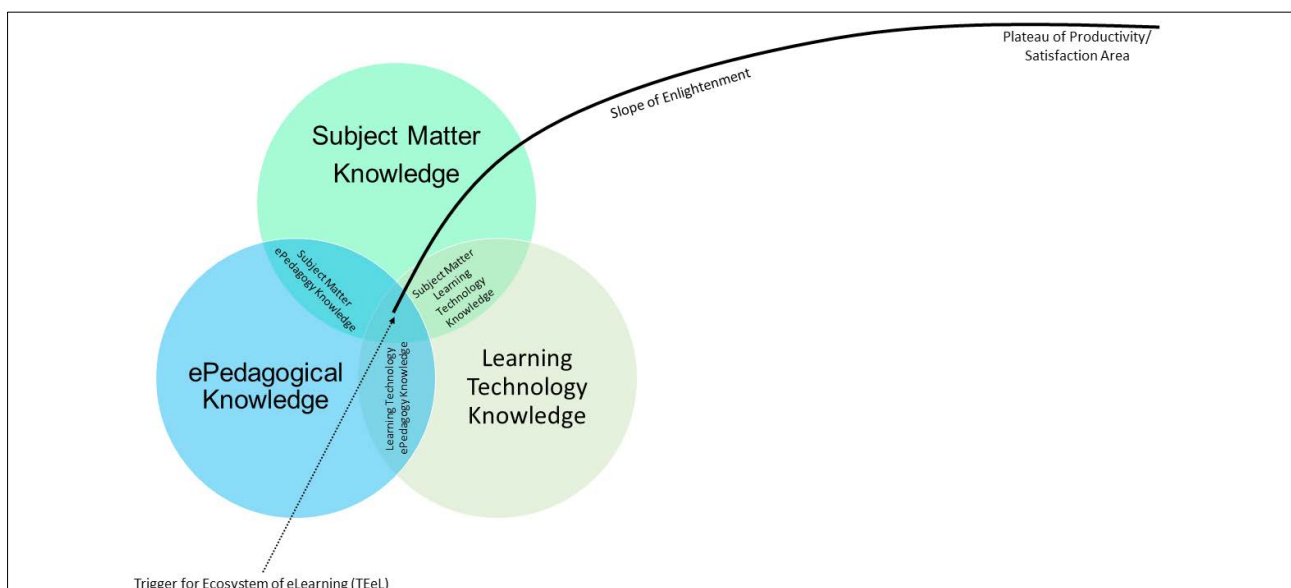 Plateau of Productivity/
Satisfaction Area
Slope of Enlightenment
Subject Matter
Knowledge
Subject Matter
ePedagogy Knowledge
Subject Matter
Learning
Technology
Knowledge
ePedagogical
Knowledge
Learning Technology
ePedagogy Knowledge
Learning
Technology
Knowledge
Trigger for Ecosystem of eLearning (TEeL)